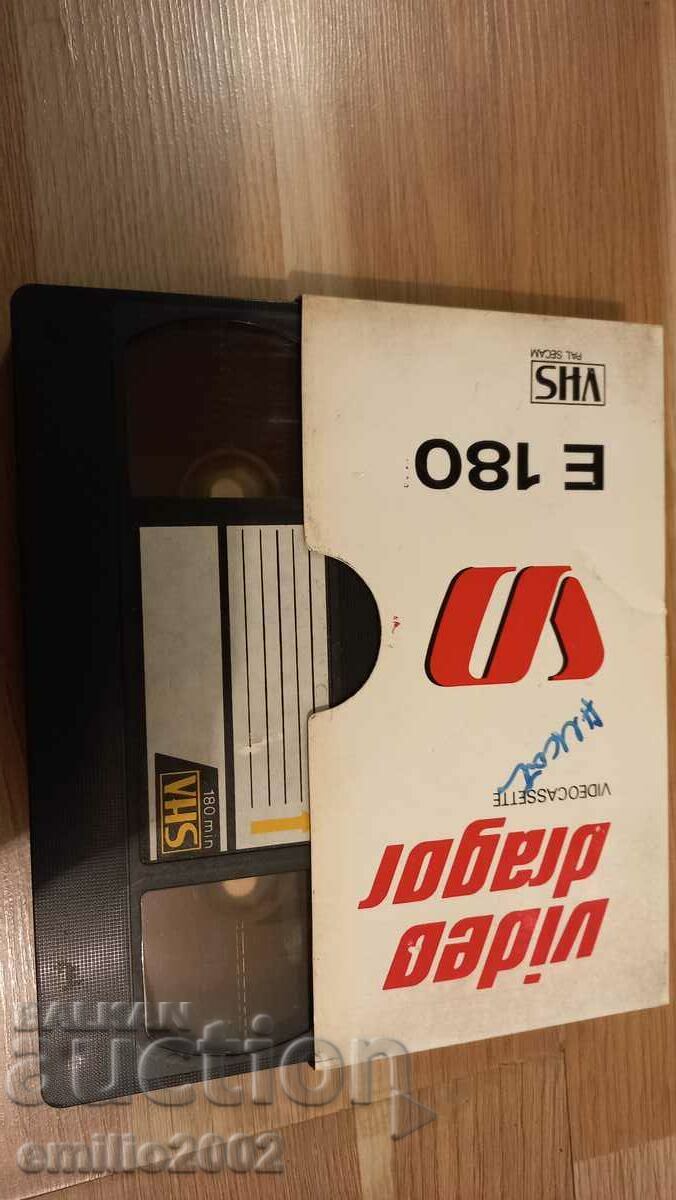 video
dragor
VIDEOCASSETTE
E 180
VHS
PAL SECAM
VHS
180 min
BALKAN
auction
emilio2002